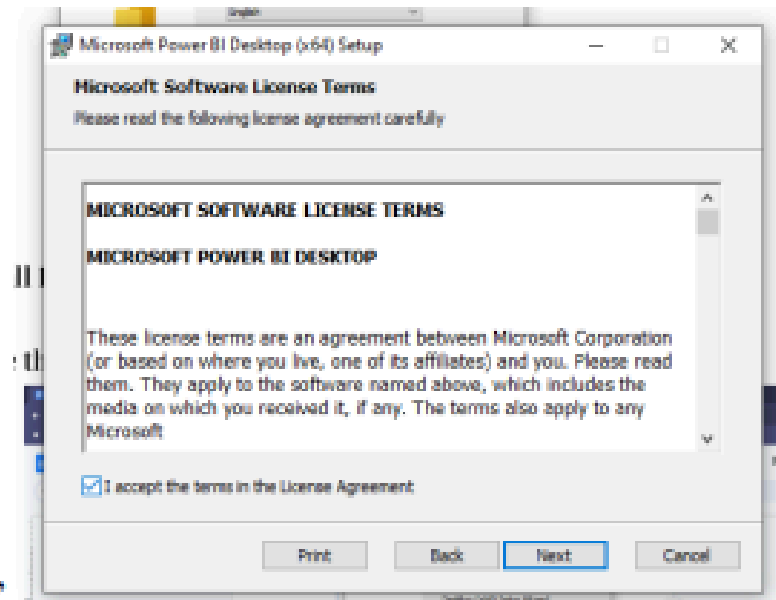 English
Microsoft Power BI Desktop (x64) Setup
Microsoft Software License Terms
Please read the following license agreement carefully
MICROSOFT SOFTWARE LICENSE TERMS
MICROSOFT POWER BI DESKTOP
These license terms are an agreement between Microsoft Corporation
(or based on where you live, one of its affiliates) and you. Please read
them. They apply to the software named above, which includes the
media on which you received it, if any. The terms also apply to any
Microsoft
I accept the terms in the License Agreement
Print Back Next Cancel